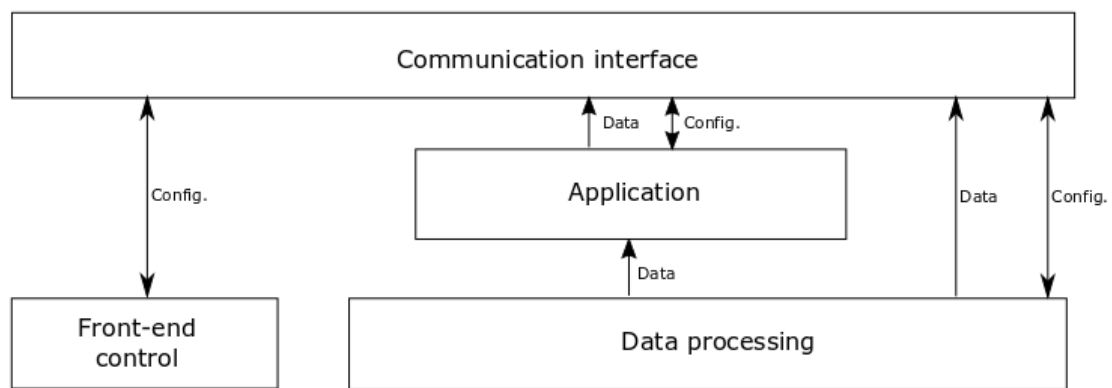 Communication interface
Data
Config.
Application
Config.
Data
Config.
Data
Front-end
control
Data processing